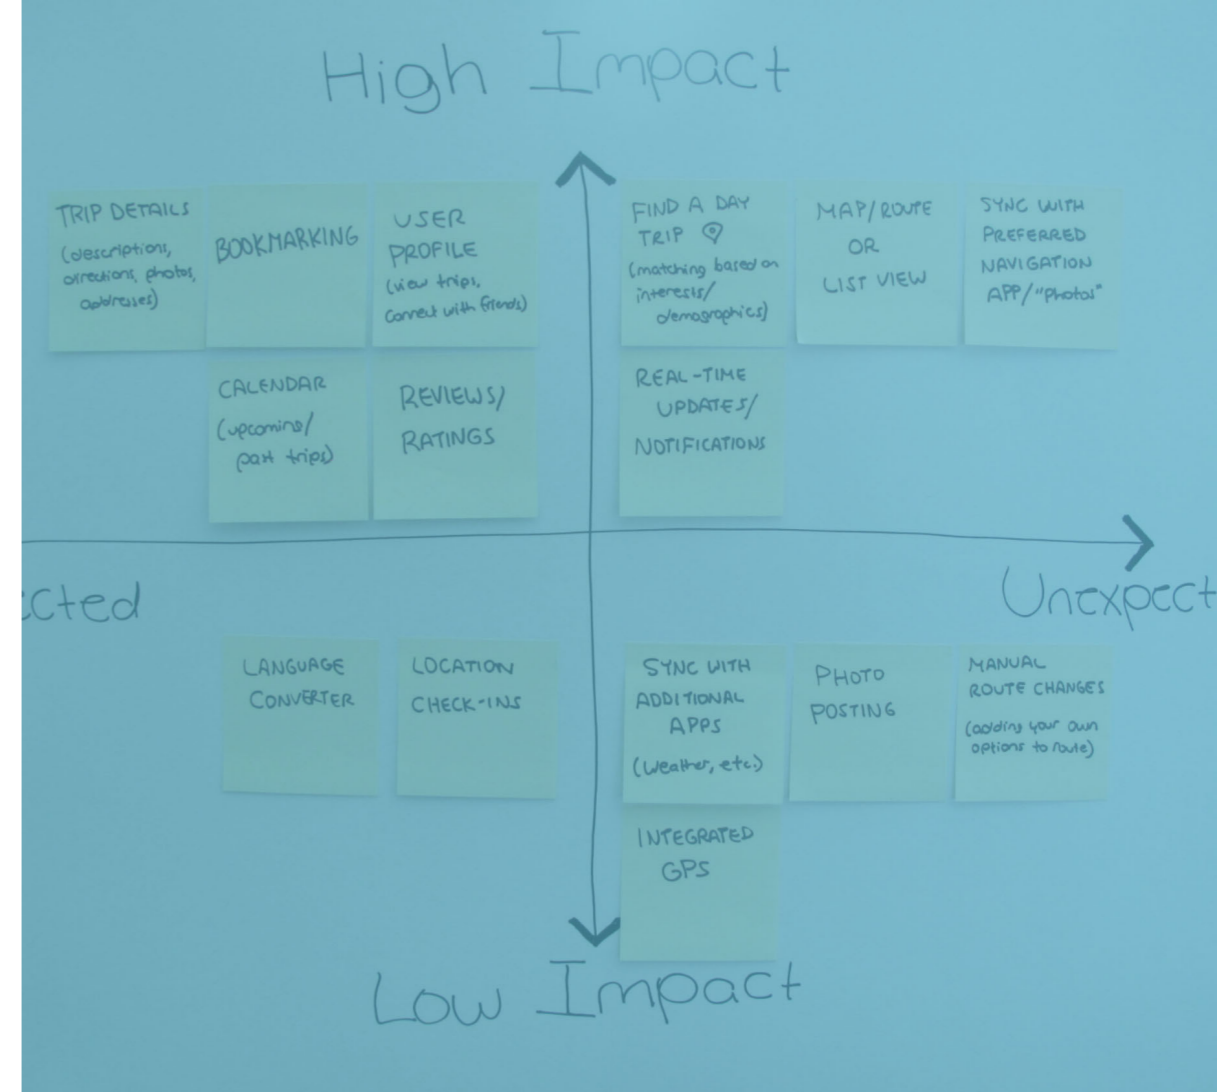 High Impact
TRIP DETAILS
(descriptions,
directions, photos,
addresses)
BOOKMARKING
USER
PROFILE
(view trips,
connect with friends)
FIND A DAY
TRIP
(matching based on
interests/
demographics)
MAP/ROUTE
OR
LIST VIEW
SYNC WITH
PREFERRED
NAVIGATION
APP/"photos"
CALENDAR
(upcoming/
past trips)
REVIEWS/
RATINGS
REAL-TIME
UPDATES/
NOTIFICATIONS
cted
Unexpect
LANGUAGE
CONVERTER
LOCATION
CHECK-INS
SYNC WITH
ADDITIONAL
APPS
(weather, etc.)
PHOTO
POSTING
MANUAL
ROUTE CHANGES
(adding your own
options to route)
INTEGRATED
GPS
Low Impact